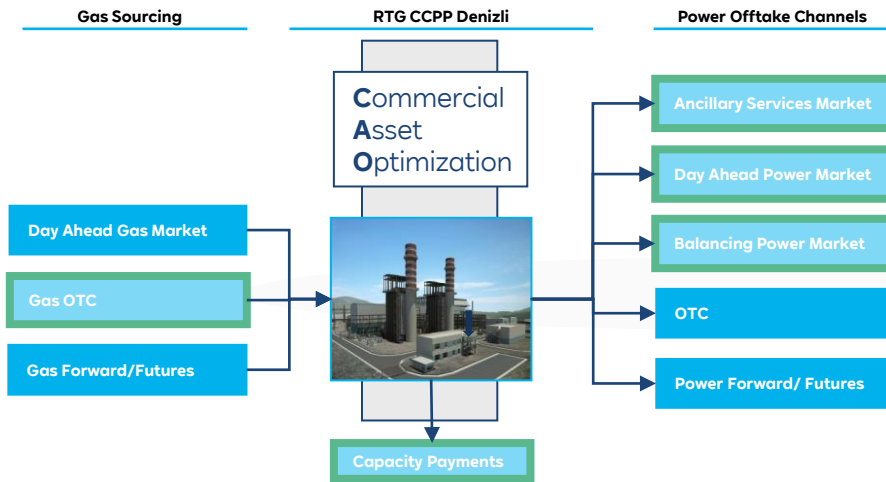 Gas Sourcing
RTG CCPP Denizli
Power Offtake Channels
Commercial
Asset
Optimization
Day Ahead Gas Market
Gas OTC
Gas Forward/Futures
Ancillary Services Market
Day Ahead Power Market
Balancing Power Market
OTC
Power Forward/ Futures
Capacity Payments